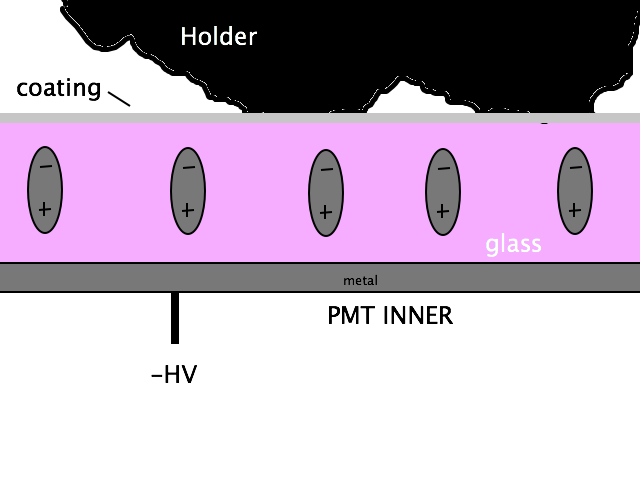 Holder
coating
− − − − −
+ + + + +
glass
metal
PMT INNER
−HV